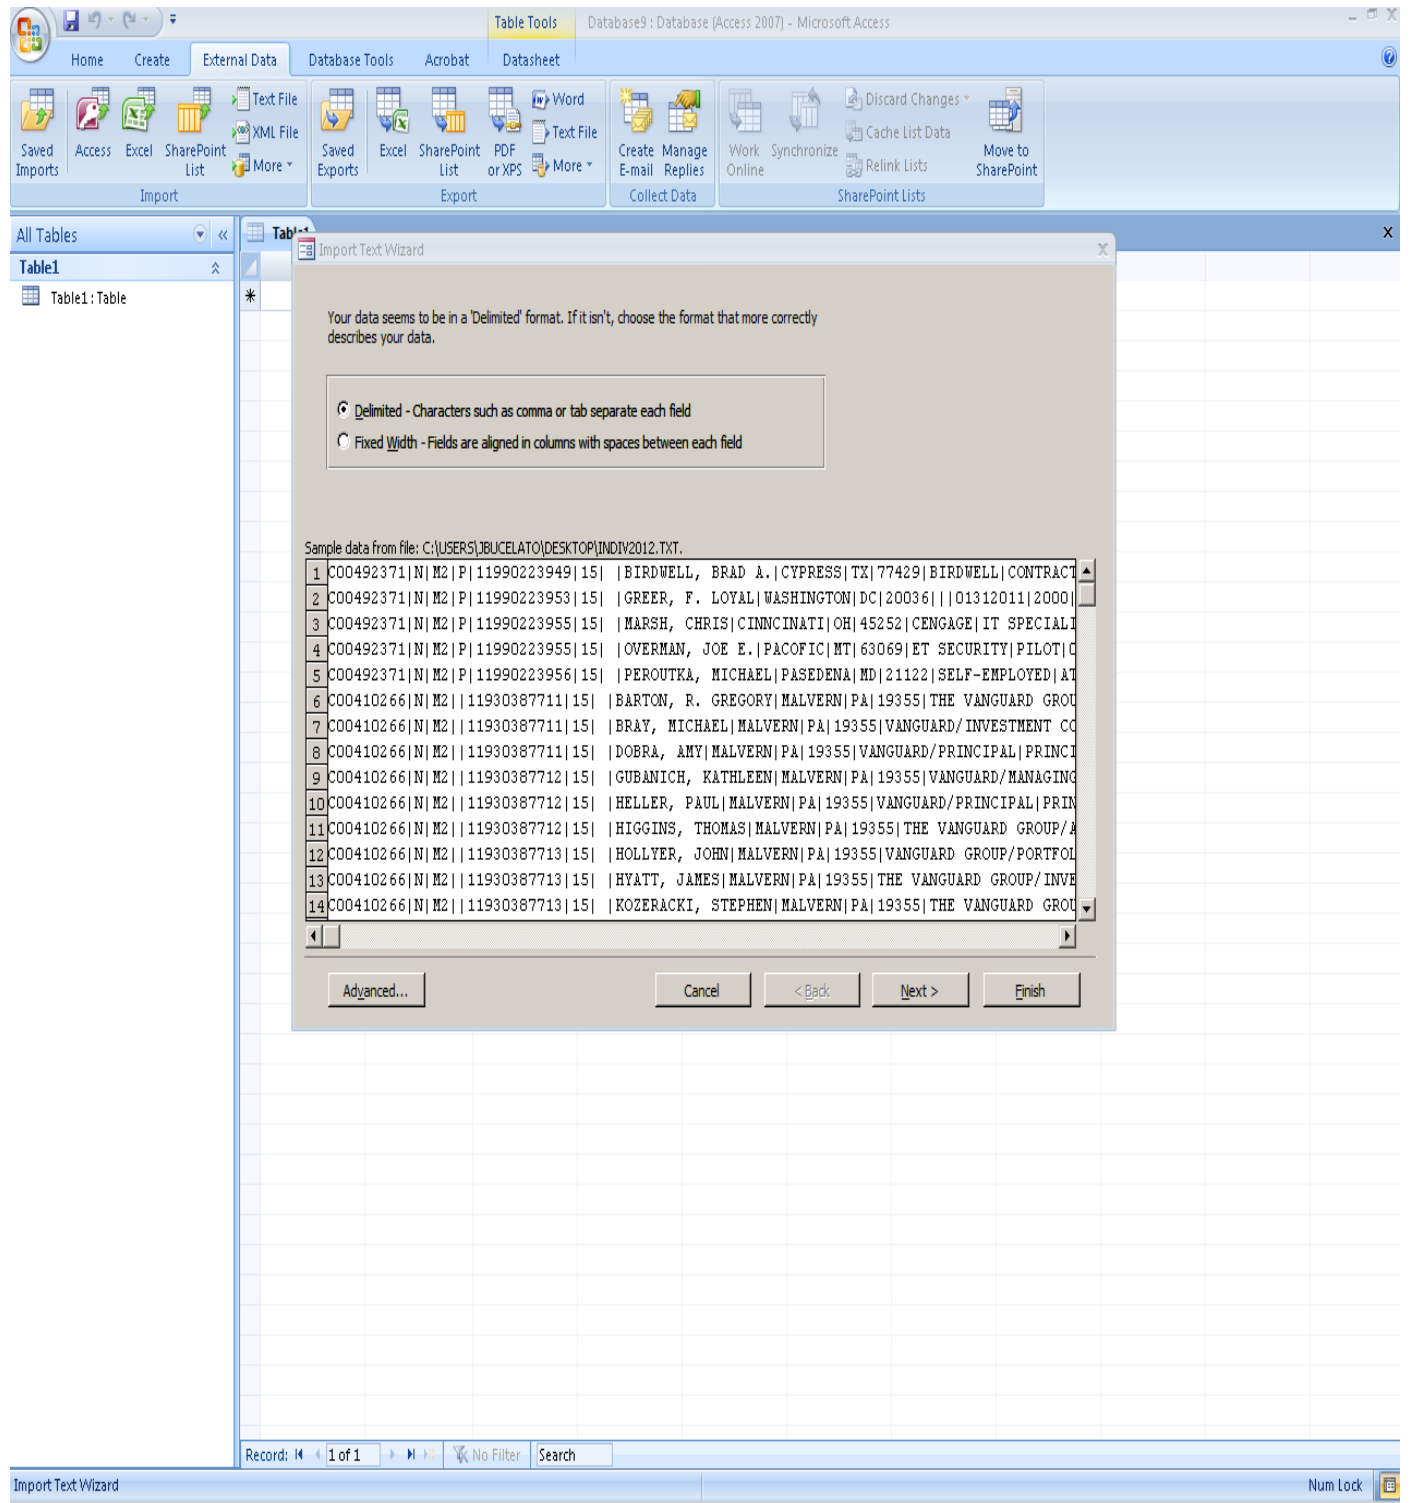 Table Tools
Database9 : Database (Access 2007) - Microsoft Access
Home Create External Data Database Tools Acrobat Datasheet
Saved Imports
Access
Excel
SharePoint List
Text File
XML File
More
Import
Saved Exports
Excel
SharePoint List
PDF or XPS
Word
Text File
More
Export
Create E-mail
Manage Replies
Collect Data
Work Online
Synchronize
Discard Changes
Cache List Data
Relink Lists
Move to SharePoint
SharePoint Lists
All Tables
Table1
Table1 : Table
Table1
Import Text Wizard
Your data seems to be in a 'Delimited' format. If it isn't, choose the format that more correctly
describes your data.
Delimited - Characters such as comma or tab separate each field
Fixed Width - Fields are aligned in columns with spaces between each field
Sample data from file: C:\USERS\JBUCELATO\DESKTOP\INDIV2012.TXT.
1 C00492371|N|M2|P|11990223949|15| |BIRDWELL, BRAD A.|CYPRESS|TX|77429|BIRDWELL|CONTRACT
2 C00492371|N|M2|P|11990223953|15| |GREER, F. LOYAL|WASHINGTON|DC|20036|||01312011|2000|
3 C00492371|N|M2|P|11990223955|15| |MARSH, CHRIS|CINNCINATI|OH|45252|CENGAGE|IT SPECIALI
4 C00492371|N|M2|P|11990223955|15| |OVERMAN, JOE E.|PACOFIC|MT|63069|ET SECURITY|PILOT|0
5 C00492371|N|M2|P|11990223956|15| |PEROUTKA, MICHAEL|PASEDENA|MD|21122|SELF-EMPLOYED|AT
6 C00410266|N|M2||11930387711|15| |BARTON, R. GREGORY|MALVERN|PA|19355|THE VANGUARD GROU
7 C00410266|N|M2||11930387711|15| |BRAY, MICHAEL|MALVERN|PA|19355|VANGUARD/INVESTMENT CO
8 C00410266|N|M2||11930387711|15| |DOBRA, AMY|MALVERN|PA|19355|VANGUARD/PRINCIPAL|PRINCI
9 C00410266|N|M2||11930387712|15| |GUBANICH, KATHLEEN|MALVERN|PA|19355|VANGUARD/MANAGING
10 C00410266|N|M2||11930387712|15| |HELLER, PAUL|MALVERN|PA|19355|VANGUARD/PRINCIPAL|PRIN
11 C00410266|N|M2||11930387712|15| |HIGGINS, THOMAS|MALVERN|PA|19355|THE VANGUARD GROUP/A
12 C00410266|N|M2||11930387713|15| |HOLLYER, JOHN|MALVERN|PA|19355|VANGUARD GROUP/PORTFOL
13 C00410266|N|M2||11930387713|15| |HYATT, JAMES|MALVERN|PA|19355|THE VANGUARD GROUP/INVE
14 C00410266|N|M2||11930387713|15| |KOZERACKI, STEPHEN|MALVERN|PA|19355|THE VANGUARD GROU
Advanced... Cancel < Back Next > Finish
Record: 1 of 1 No Filter Search
Import Text Wizard Num Lock